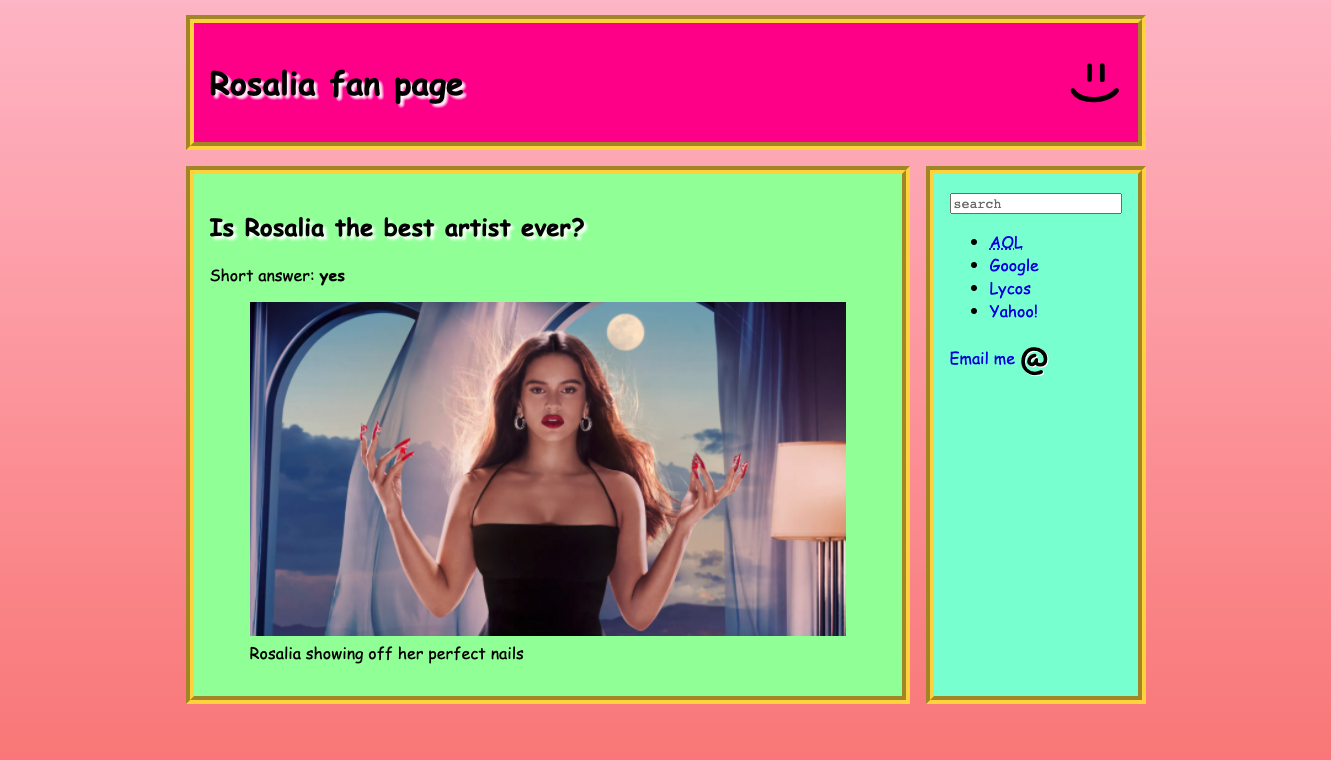 Rosalia fan page
Is Rosalia the best artist ever?
Short answer: yes
Rosalia showing off her perfect nails
search
AOL
Google
Lycos
Yahoo!
Email me @